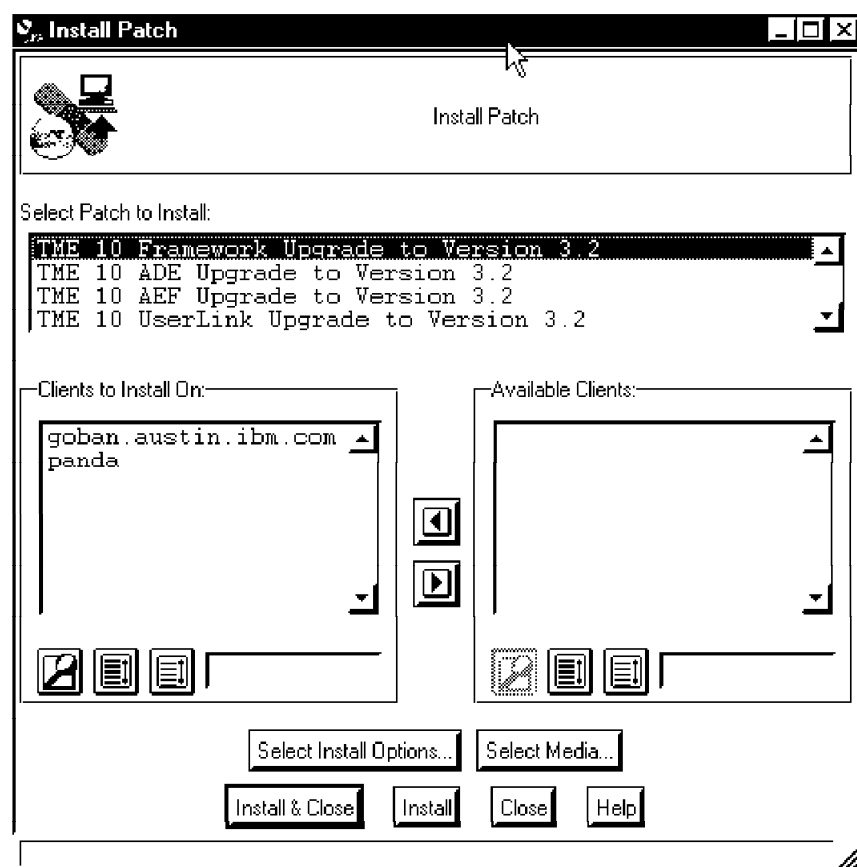 Install Patch
Install Patch
Select Patch to Install:
TME 10 Framework Upgrade to Version 3.2
TME 10 ADE Upgrade to Version 3.2
TME 10 AEF Upgrade to Version 3.2
TME 10 UserLink Upgrade to Version 3.2
Clients to Install On:
Available Clients:
goban.austin.ibm.com
panda
Select Install Options...
Select Media...
Install & Close
Install
Close
Help